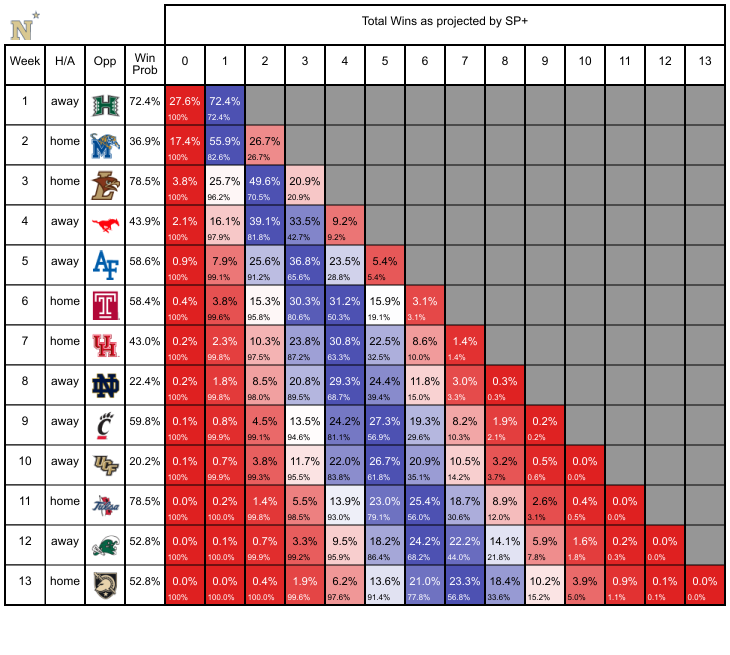 N
Total Wins as projected by SP+
Week H/A Opp Win Prob 0 1 2 3 4 5 6 7 8 9 10 11 12 13
1 away H 72.4% 27.6% 72.4%
100% 72.4%
2 home M 36.9% 17.4% 55.9% 26.7%
100% 82.6% 26.7%
3 home L 78.5% 3.8% 25.7% 49.6% 20.9%
100% 96.2% 70.5% 20.9%
4 away 43.9% 2.1% 16.1% 39.1% 33.5% 9.2%
100% 97.9% 81.8% 42.7% 9.2%
5 away AF 58.6% 0.9% 7.9% 25.6% 36.8% 23.5% 5.4%
100% 99.1% 91.2% 65.6% 28.8% 5.4%
6 home T 58.4% 0.4% 3.8% 15.3% 30.3% 31.2% 15.9% 3.1%
100% 99.6% 95.8% 80.6% 50.3% 19.1% 3.1%
7 home UH 43.0% 0.2% 2.3% 10.3% 23.8% 30.8% 22.5% 8.6% 1.4%
100% 99.8% 97.5% 87.2% 63.3% 32.5% 10.0% 1.4%
8 away ND 22.4% 0.2% 1.8% 8.5% 20.8% 29.3% 24.4% 11.8% 3.0% 0.3%
100% 99.8% 98.0% 89.5% 68.7% 39.4% 15.0% 3.3% 0.3%
9 away C 59.8% 0.1% 0.8% 4.5% 13.5% 24.2% 27.3% 19.3% 8.2% 1.9% 0.2%
100% 99.9% 99.1% 94.6% 81.1% 56.9% 29.6% 10.3% 2.1% 0.2%
10 away UCF 20.2% 0.1% 0.7% 3.8% 11.7% 22.0% 26.7% 20.9% 10.5% 3.2% 0.5% 0.0%
100% 99.9% 99.3% 95.5% 83.8% 61.8% 35.1% 14.2% 3.7% 0.6% 0.0%
11 home Tulsa 78.5% 0.0% 0.2% 1.4% 5.5% 13.9% 23.0% 25.4% 18.7% 8.9% 2.6% 0.4% 0.0%
100% 100.0% 99.8% 98.5% 93.0% 79.1% 56.0% 30.6% 12.0% 3.1% 0.5% 0.0%
12 away 52.8% 0.0% 0.1% 0.7% 3.3% 9.5% 18.2% 24.2% 22.2% 14.1% 5.9% 1.6% 0.2% 0.0%
100% 100.0% 99.9% 99.2% 95.9% 86.4% 68.2% 44.0% 21.8% 7.8% 1.8% 0.3% 0.0%
13 home 52.8% 0.0% 0.0% 0.4% 1.9% 6.2% 13.6% 21.0% 23.3% 18.4% 10.2% 3.9% 0.9% 0.1% 0.0%
100% 100.0% 100.0% 99.6% 97.6% 91.4% 77.8% 56.8% 33.6% 15.2% 5.0% 1.1% 0.1% 0.0%